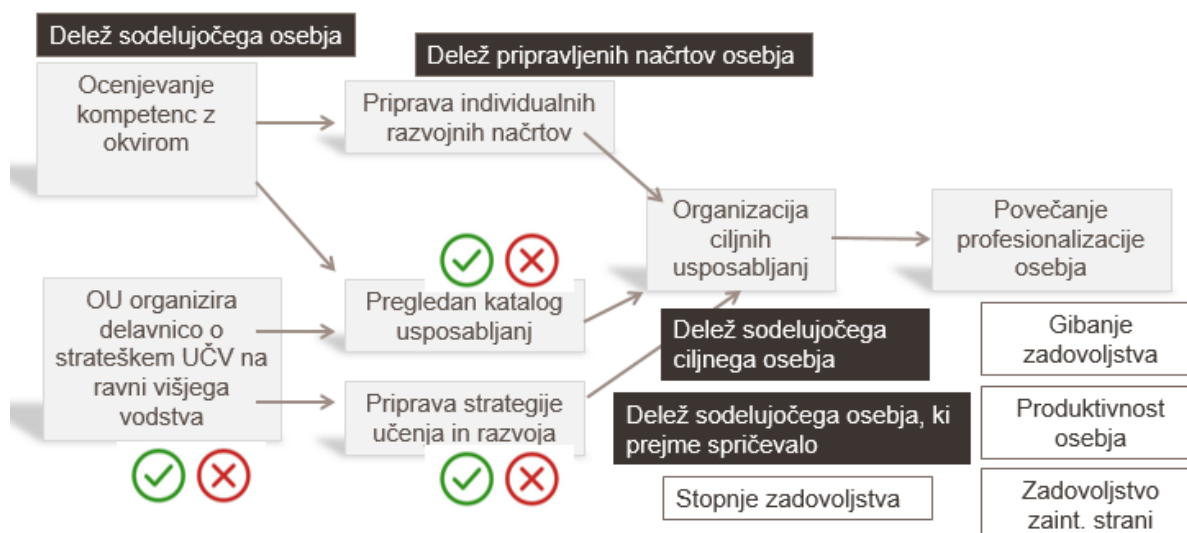 Delež sodelujočega osebja
Delež pripravljenih načrtov osebja
Ocenjevanje
kompetenc z
okvirom
Priprava individualnih
razvojnih načrtov
Organizacija
ciljnih
usposabljanj
Povečanje
profesionalizacije
osebja
OU organizira
delavnico o
strateškem UČV na
ravni višjega
vodstva
Pregledan katalog
usposabljanj
Priprava strategije
učenja in razvoja
Delež sodelujočega
ciljnega osebja
Delež sodelujočega osebja, ki
prejme spričevalo
Stopnje zadovoljstva
Gibanje
zadovoljstva
Produktivnost
osebja
Zadovoljstvo
zaint. strani